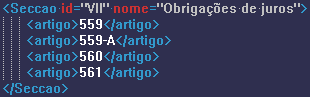 <Seccao id="VII" nome="Obrigações de juros">
<artigo>559</artigo>
<artigo>559-A</artigo>
<artigo>560</artigo>
<artigo>561</artigo>
</Seccao>